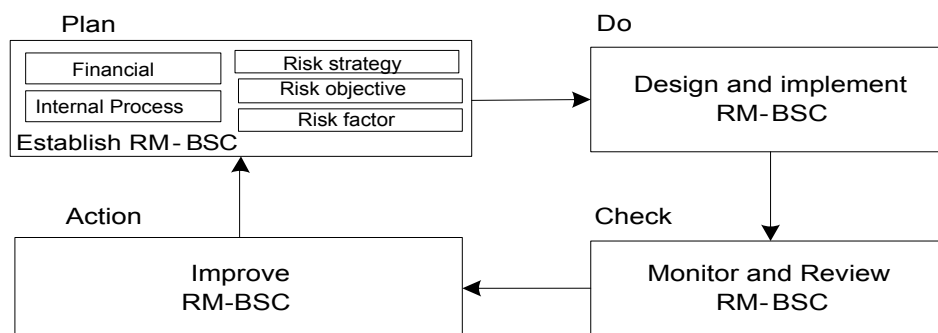 Plan
Financial
Internal Process
Risk strategy
Risk objective
Risk factor
Establish RM-BSC
Do
Design and implement
RM-BSC
Action
Improve
RM-BSC
Check
Monitor and Review
RM-BSC